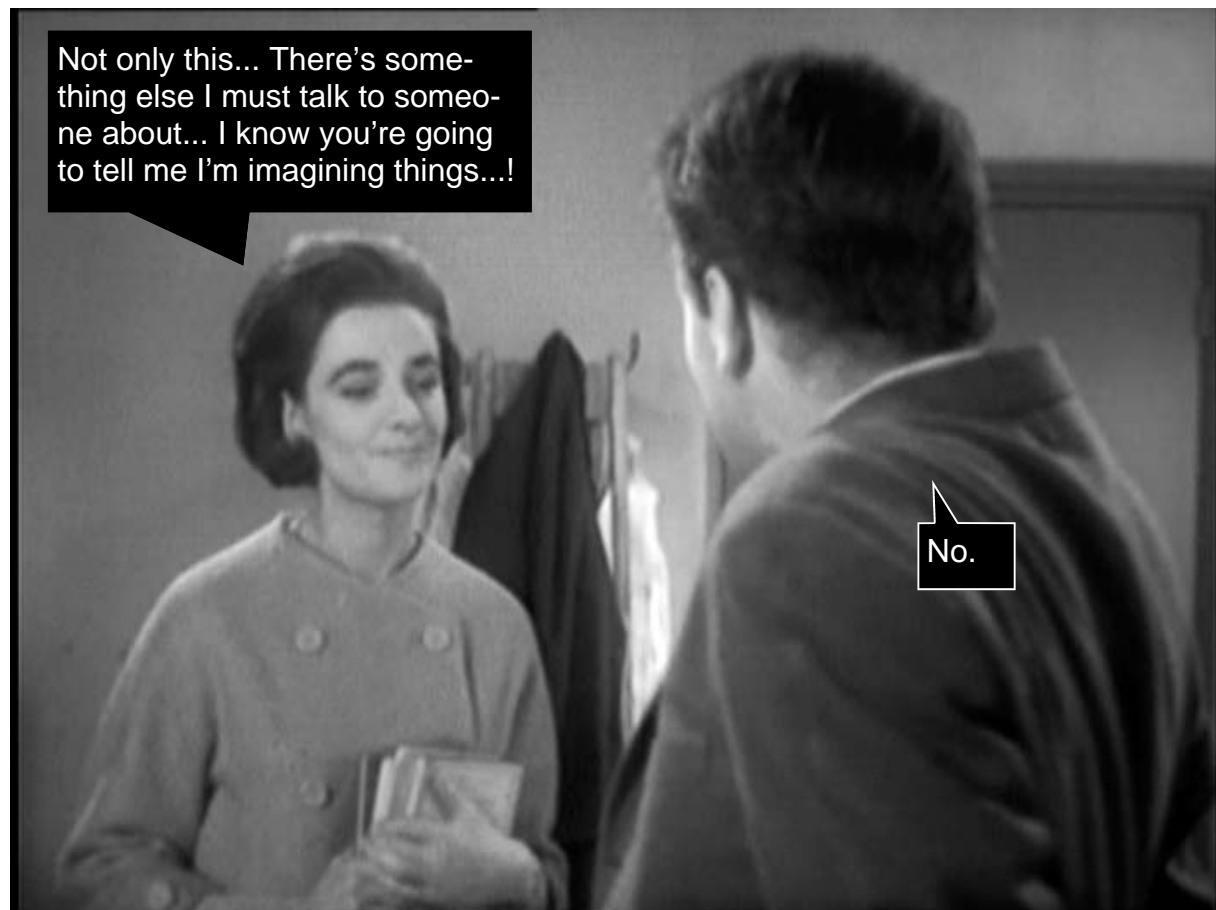 Not only this... There's some-
thing else I must talk to someo-
ne about... I know you're going
to tell me I'm imagining things...!
No.